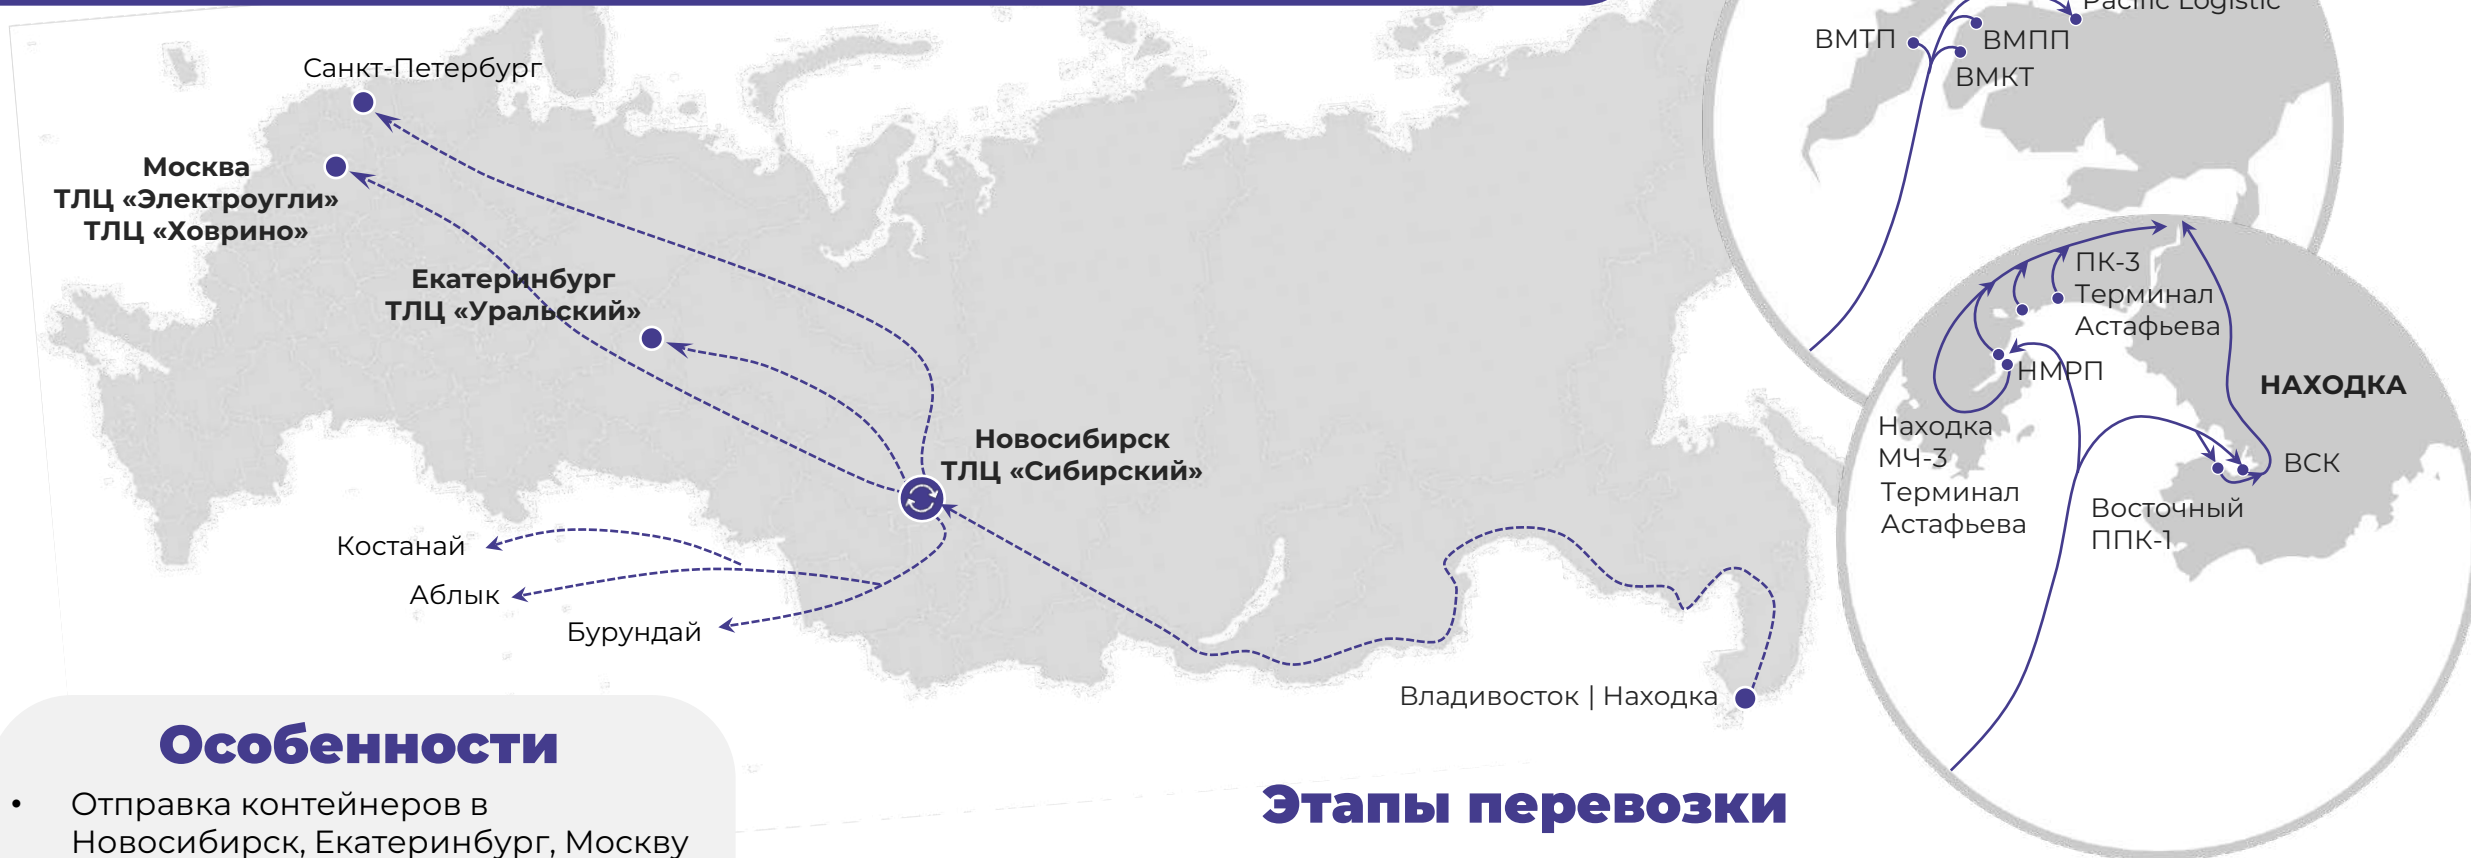 Pacific Logistic
ВМТП
ВМПП
ВМКТ
Санкт-Петербург
Москва
ТЛЦ «Электроугли»
ТЛЦ «Ховрино»
Екатеринбург
ТЛЦ «Уральский»
Новосибирск
ТЛЦ «Сибирский»
Костанай
Аблык
Бурундай
Владивосток | Находка
ПК-3
Терминал
Астафьева
НМРП
НАХОДКА
Находка
МЧ-3
Терминал
Астафьева
ВСК
Восточный
ППК-1
Особенности
• Отправка контейнеров в
Новосибирск, Екатеринбург, Москву
Этапы перевозки